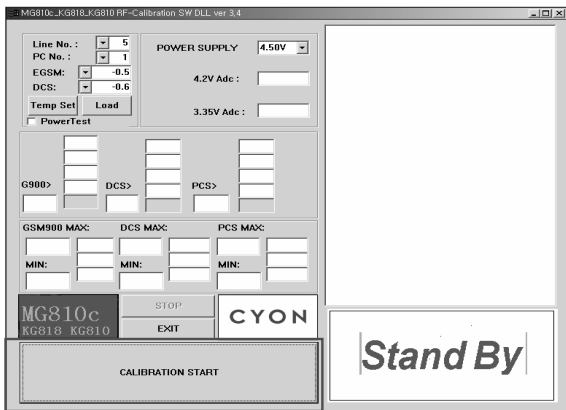 MG810c_KG818_KG810 RF-Calibration SW DLL ver 3,4
Line No. : 5
PC No. : 1
EGSM: -0.5
DCS: -0.6
Temp Set Load
PowerTest
POWER SUPPLY 4.50V
4.2V Adc :
3.35V Adc :
G900> DCS> PCS>
GSM900 MAX: DCS MAX: PCS MAX:
MIN: MIN: MIN:
MG810c
KG818 KG810
STOP
EXIT
CYON
CALIBRATION START
Stand By